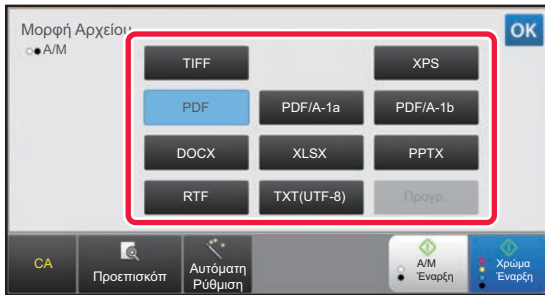 Μορφή Αρχείου
A/M
OK
TIFF
XPS
PDF
PDF/A-1a
PDF/A-1b
DOCX
XLSX
PPTX
RTF
TXT(UTF-8)
Προγρ.
CA
Προεπισκόπ
Αυτόματη
Ρύθμιση
A/M
Έναρξη
Χρώμα
Έναρξη